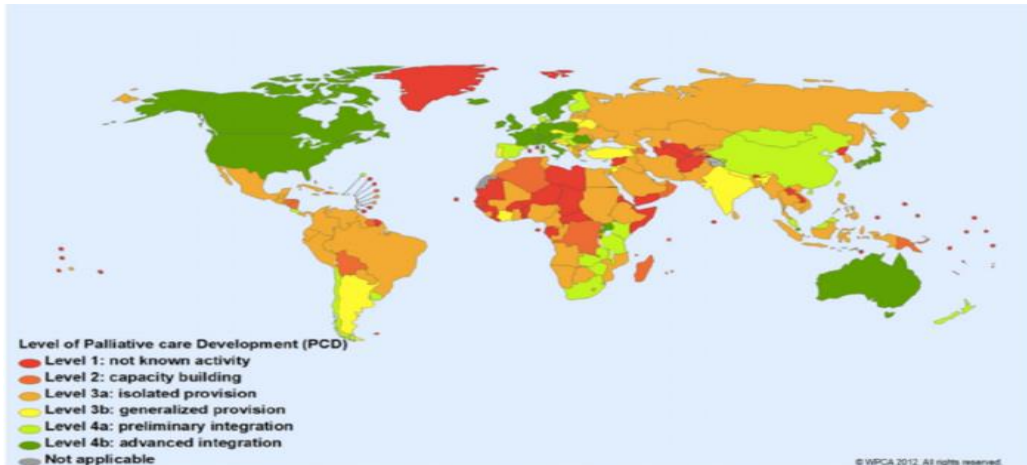 Level of Palliative care Development (PCD)
Level 1: not known activity
Level 2: capacity building
Level 3a: isolated provision
Level 3b: generalized provision
Level 4a: preliminary integration
Level 4b: advanced integration
Not applicable
© WPCA 2012. All rights reserved.